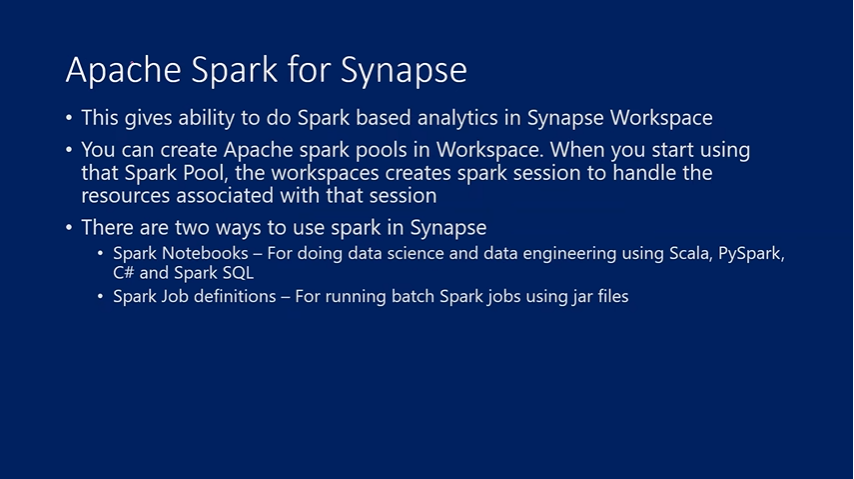 Apache Spark for Synapse
• This gives ability to do Spark based analytics in Synapse Workspace
• You can create Apache spark pools in Workspace. When you start using
that Spark Pool, the workspaces creates spark session to handle the
resources associated with that session
• There are two ways to use spark in Synapse
• Spark Notebooks – For doing data science and data engineering using Scala, PySpark,
C# and Spark SQL
• Spark Job definitions – For running batch Spark jobs using jar files